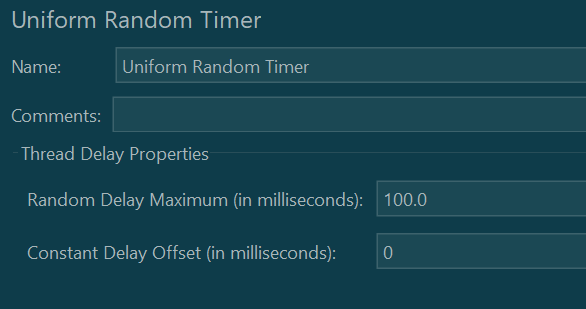 Uniform Random Timer
Name: Uniform Random Timer
Comments:
Thread Delay Properties
Random Delay Maximum (in milliseconds): 100.0
Constant Delay Offset (in milliseconds): 0